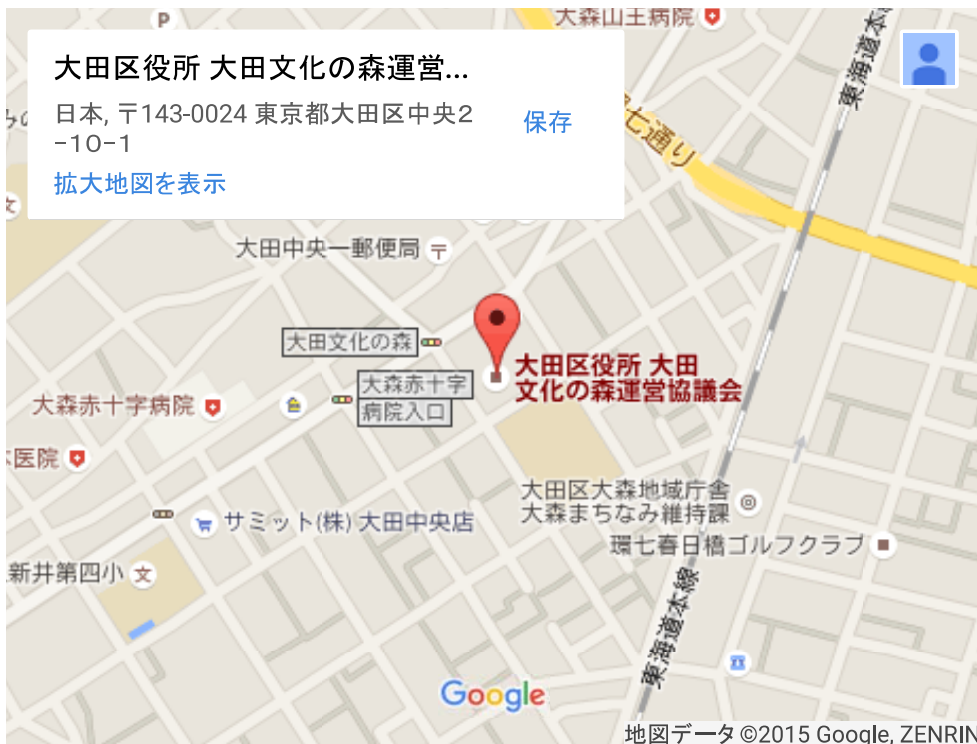 大森山王病院
P
東海道本線
大田区役所 大田文化の森運営...
日本, 〒143-0024 東京都大田区中央2
-10-1
保存
拡大地図を表示
七通り
文
大田中央一郵便局
大田文化の森
大田区役所 大田
文化の森運営協議会
大森赤十字
病院入口
大森赤十字病院
医院
大田区大森地域庁舎
大森まちなみ維持課
サミット(株) 大田中央店
環七春日橋ゴルフクラブ
新井第四小 文
東海道本線
Google
地図データ ©2015 Google, ZENRIN